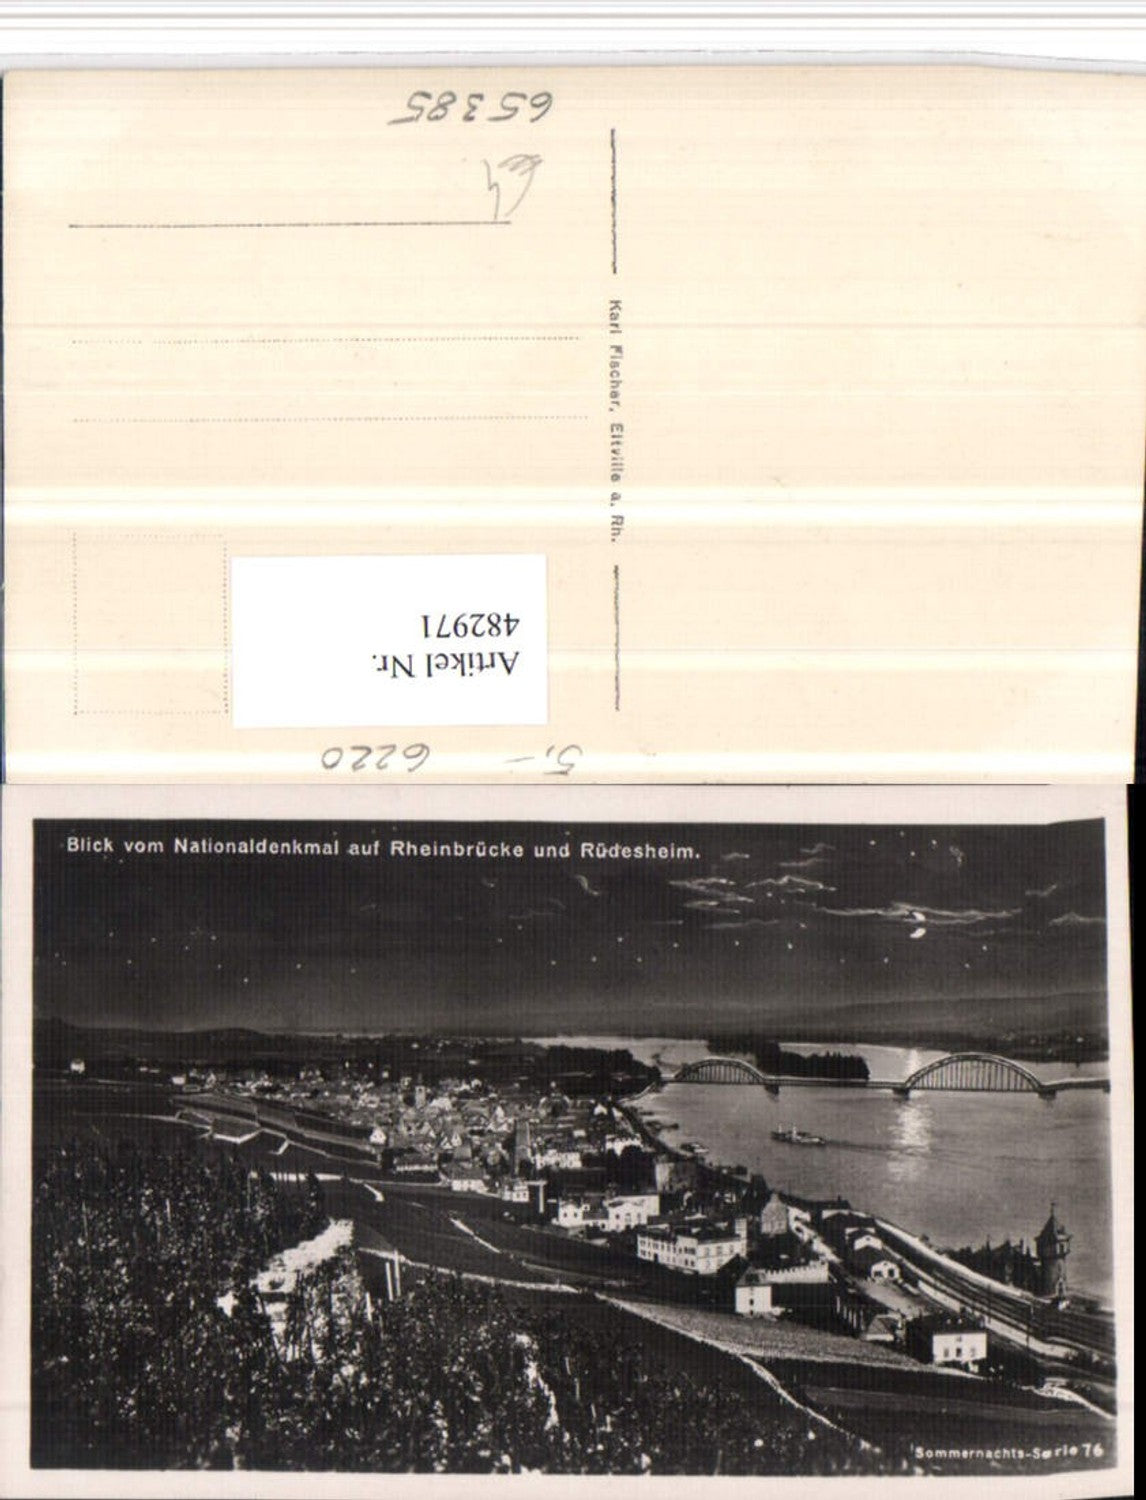 65385
Karl Fischer, Eltville a. Rh.
Artikel Nr.
482971
5,- 6220
Blick vom Nationaldenkmal auf Rheinbrücke und Rüdesheim.
Sommernachts-Serie 76